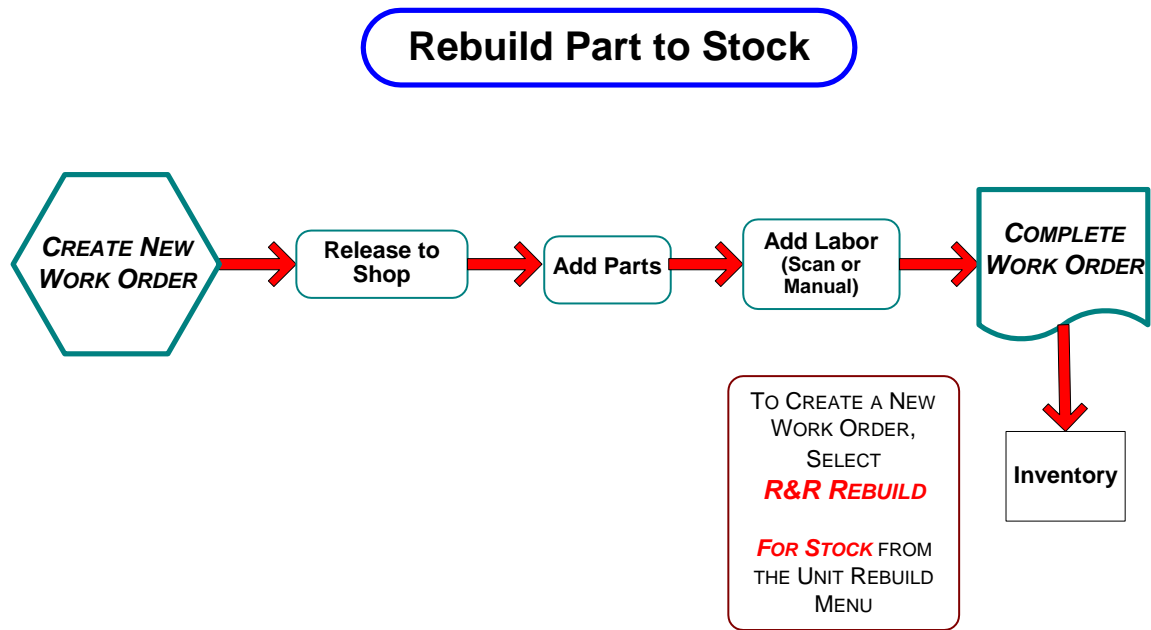 Rebuild Part to Stock
CREATE NEW
WORK ORDER
Release to
Shop
Add Parts
Add Labor
(Scan or
Manual)
COMPLETE
WORK ORDER
TO CREATE A NEW
WORK ORDER,
SELECT
R&R REBUILD
FOR STOCK FROM
THE UNIT REBUILD
MENU
Inventory